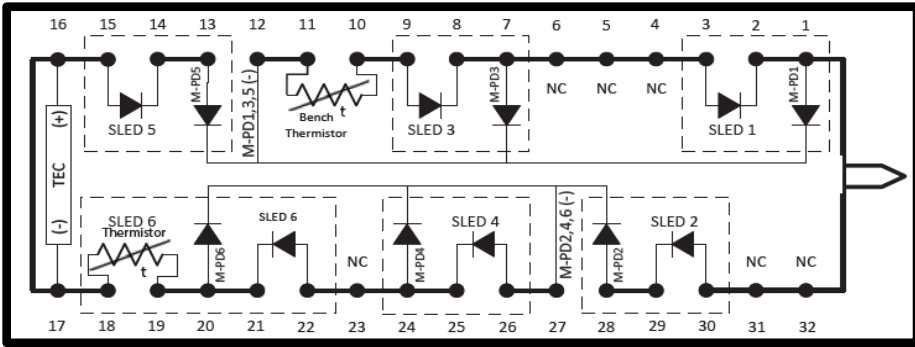 16 15 14 13 12 11 10 9 8 7 6 5 4 3 2 1
M-PD5
M-PD1,3,5 (-)
M-PD3
M-PD1
NC NC NC
(+)
TEC
(-)
SLED 5
t
Bench
Thermistor
SLED 3
SLED 1
SLED 6
Thermistor
t
M-PD6
SLED 6
NC
M-PD4
SLED 4
M-PD2,4,6 (-)
M-PD2
SLED 2
NC NC
17 18 19 20 21 22 23 24 25 26 27 28 29 30 31 32